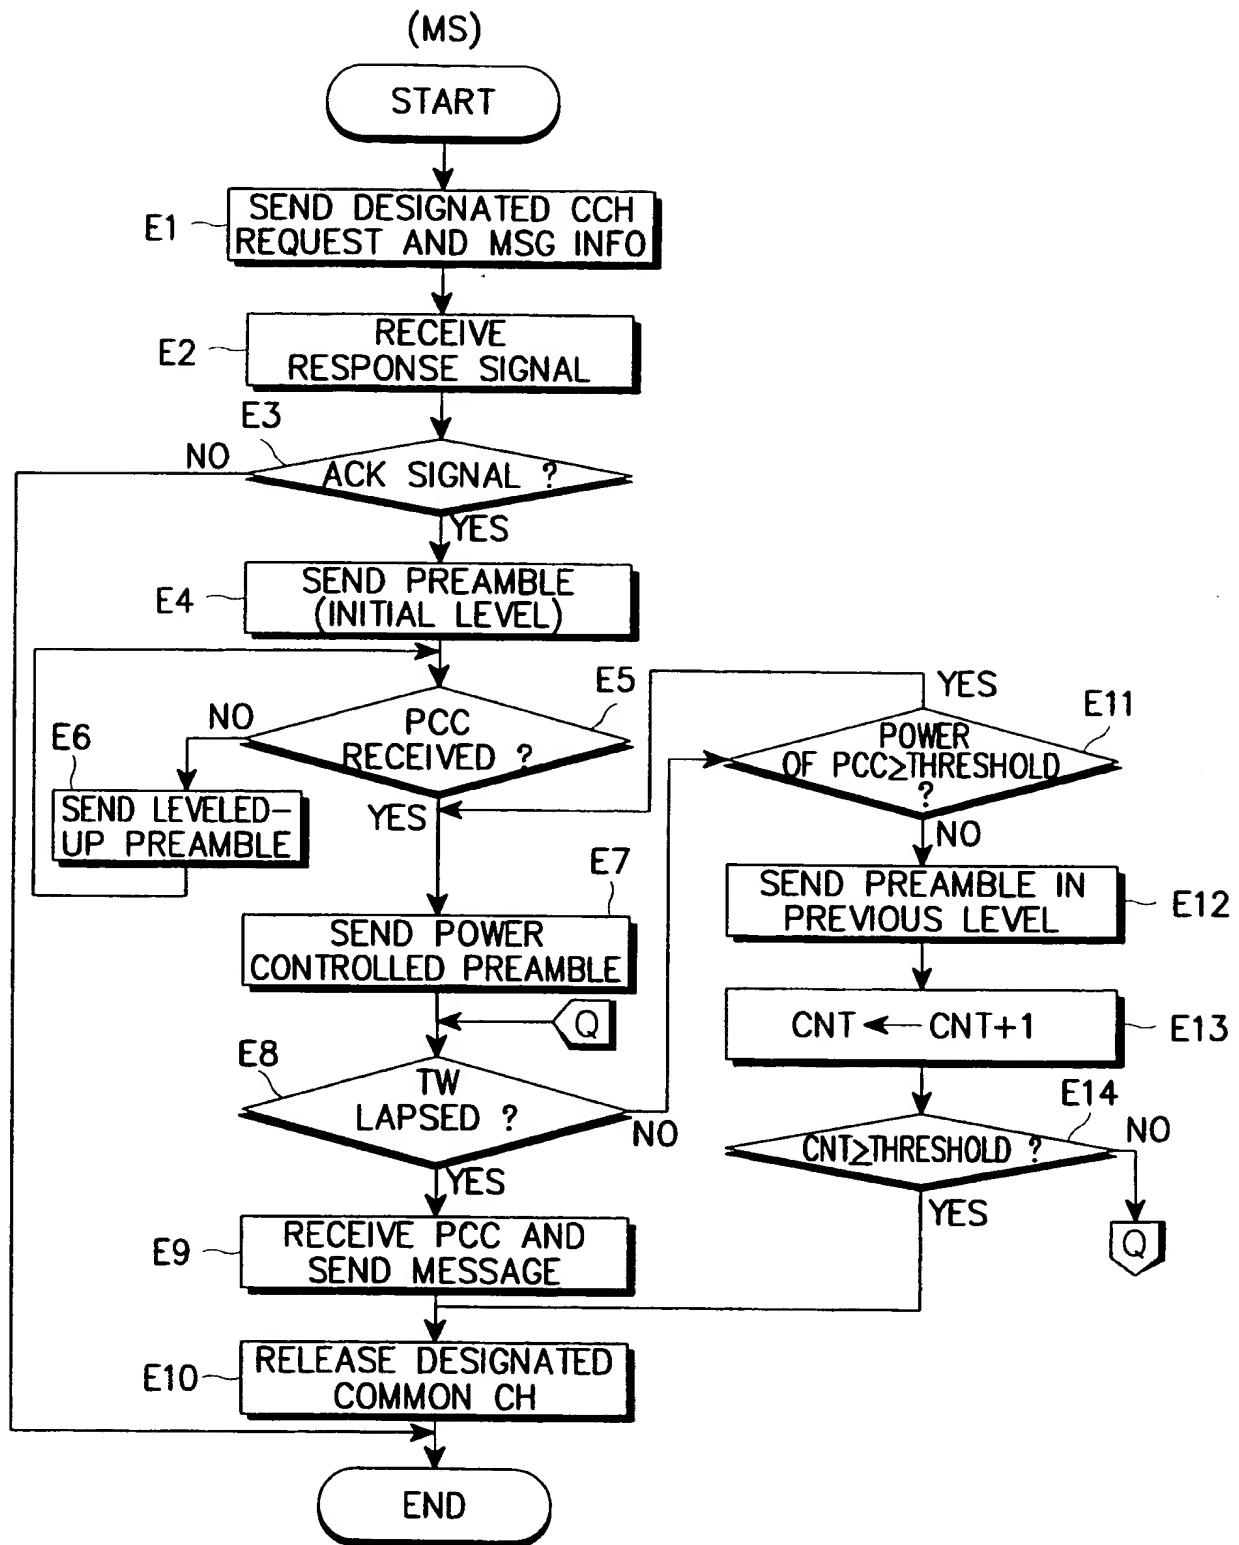 (MS)
START
E1
SEND DESIGNATED CCH
REQUEST AND MSG INFO
E2
RECEIVE
RESPONSE SIGNAL
E3
NO
ACK SIGNAL ?
YES
E4
SEND PREAMBLE
(INITIAL LEVEL)
E5
NO
PCC
RECEIVED ?
YES
E6
SEND LEVELED-
UP PREAMBLE
E7
SEND POWER
CONTROLLED PREAMBLE
Q
E8
TW
LAPSED ?
NO
YES
E9
RECEIVE PCC AND
SEND MESSAGE
E10
RELEASE DESIGNATED
COMMON CH
END
YES
E11
POWER
OF PCC≥THRESHOLD
?
NO
SEND PREAMBLE IN
PREVIOUS LEVEL
E12
CNT ← CNT+1
E13
E14
CNT≥THRESHOLD ?
NO
YES
Q